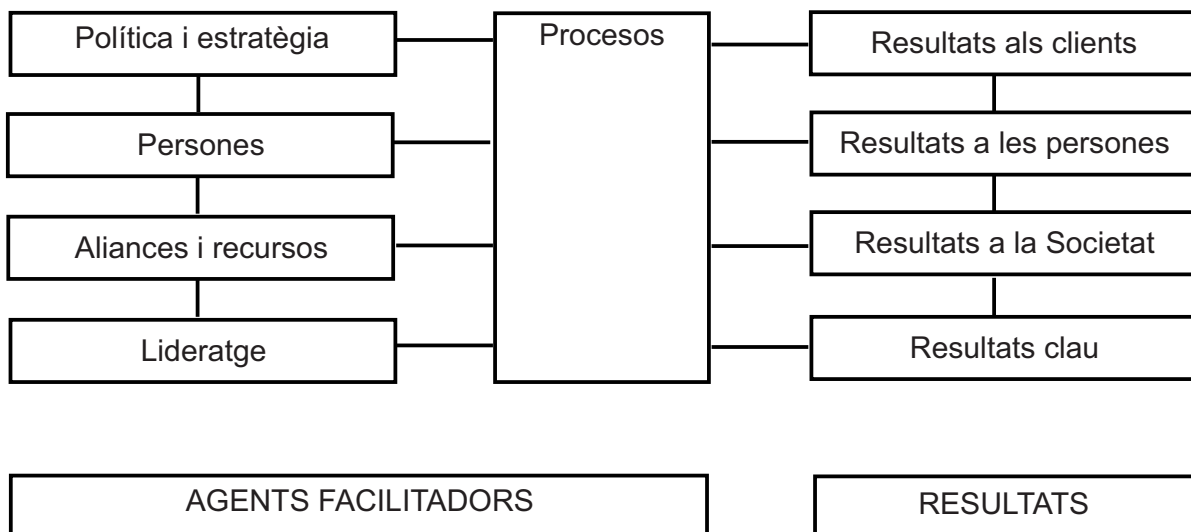 Política i estratègia
Persones
Aliances i recursos
Lideratge
Procesos
Resultats als clients
Resultats a les persones
Resultats a la Societat
Resultats clau
AGENTS FACILITADORS
RESULTATS